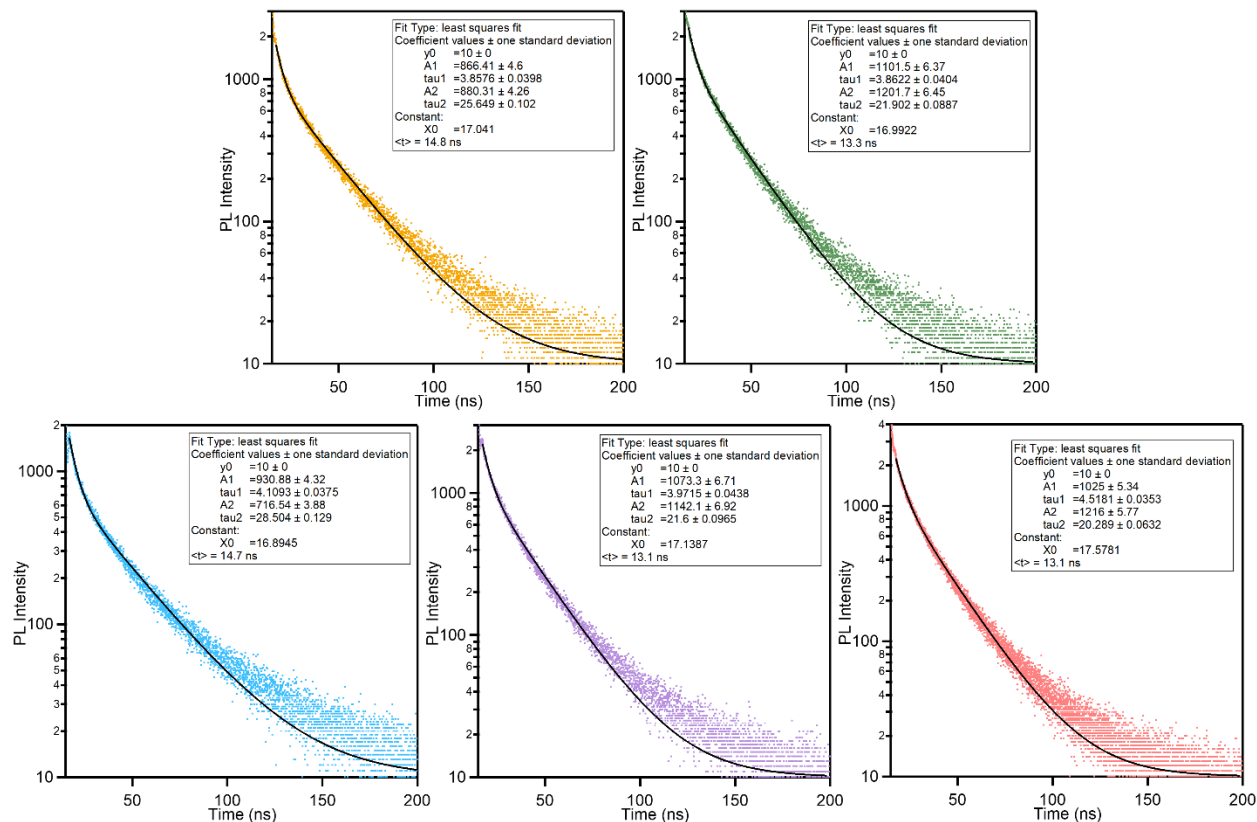 Fit Type: least squares fit
Coefficient values ± one standard deviation
y0 =10 ± 0
A1 =866.41 ± 4.6
tau1 =3.8576 ± 0.0398
A2 =880.31 ± 4.26
tau2 =25.649 ± 0.102
Constant:
X0 =17.041
<t> = 14.8 ns
PL Intensity
2
1000
8
6
4
2
100
8
6
4
2
10
50
100
150
200
Time (ns)
Fit Type: least squares fit
Coefficient values ± one standard deviation
y0 =10 ± 0
A1 =1101.5 ± 6.37
tau1 =3.8622 ± 0.0404
A2 =1201.7 ± 6.45
tau2 =21.902 ± 0.0887
Constant:
X0 =16.9922
<t> = 13.3 ns
PL Intensity
2
1000
8
6
4
2
100
8
6
4
2
10
50
100
150
200
Time (ns)
Fit Type: least squares fit
Coefficient values ± one standard deviation
y0 =10 ± 0
A1 =930.88 ± 4.32
tau1 =4.1093 ± 0.0375
A2 =716.54 ± 3.88
tau2 =28.504 ± 0.129
Constant:
X0 =16.8945
<t> = 14.7 ns
PL Intensity
2
1000
6
5
4
3
2
100
6
5
4
3
2
10
50
100
150
200
Time (ns)
Fit Type: least squares fit
Coefficient values ± one standard deviation
y0 =10 ± 0
A1 =1073.3 ± 6.71
tau1 =3.9715 ± 0.0438
A2 =1142.1 ± 6.92
tau2 =21.6 ± 0.0965
Constant:
X0 =17.1387
<t> = 13.1 ns
PL Intensity
2
1000
8
6
4
2
100
8
6
4
2
10
50
100
150
200
Time (ns)
Fit Type: least squares fit
Coefficient values ± one standard deviation
y0 =10 ± 0
A1 =1025 ± 5.34
tau1 =4.5181 ± 0.0353
A2 =1216 ± 5.77
tau2 =20.289 ± 0.0632
Constant:
X0 =17.5781
<t> = 13.1 ns
PL Intensity
4
2
1000
8
6
4
2
100
8
6
4
2
10
50
100
150
200
Time (ns)